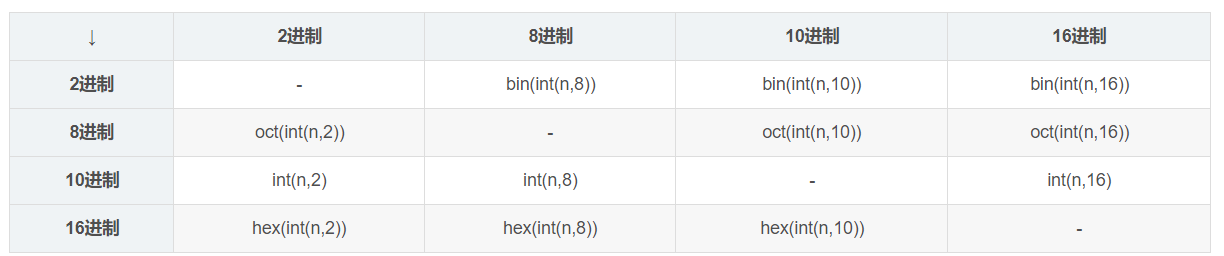 ↓ 2进制 8进制 10进制 16进制
2进制 - bin(int(n,8)) bin(int(n,10)) bin(int(n,16))
8进制 oct(int(n,2)) - oct(int(n,10)) oct(int(n,16))
10进制 int(n,2) int(n,8) - int(n,16)
16进制 hex(int(n,2)) hex(int(n,8)) hex(int(n,10)) -